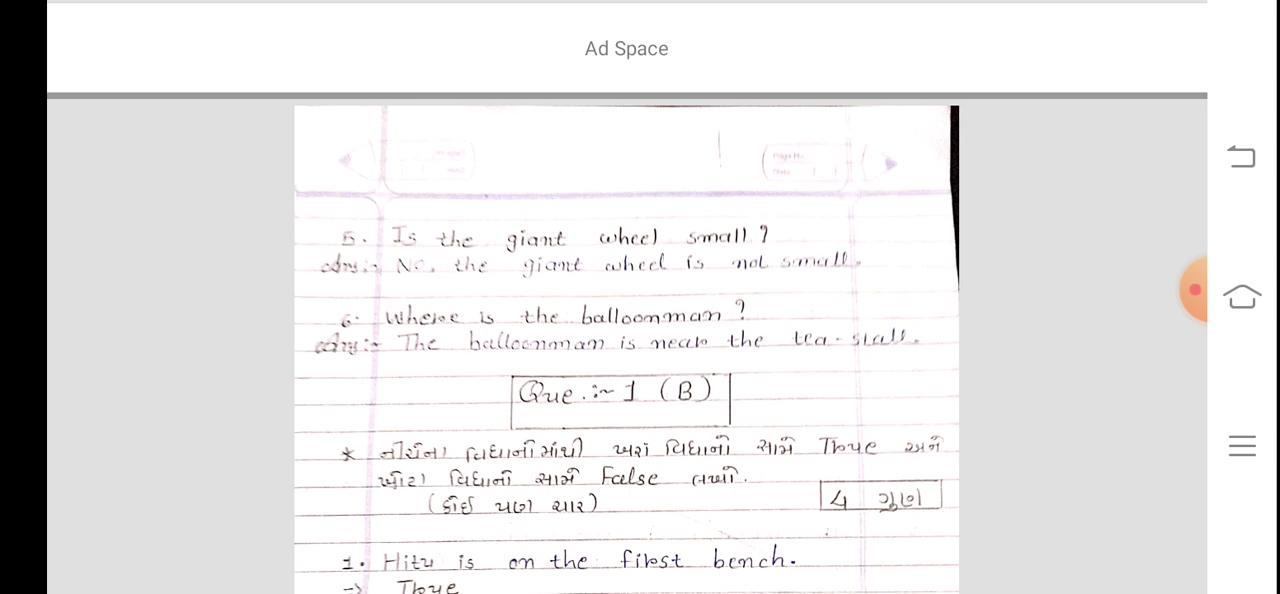 Ad Space
5. Is the giant wheel small?
Ans:- No. the giant wheel is not small.
6. Where is the balloonman?
Ans:- The balloonman is near the tea-stall.
Que.:- 1 (B)
* નીચેના વિધાનોમાંથી ખરાં વિધાનો સામે True અને
ખોટાં વિધાનો સામે False લખો.
(કોઈ પણ ચાર)
4 ગુણ
1. Hitu is on the first bench.
-> True